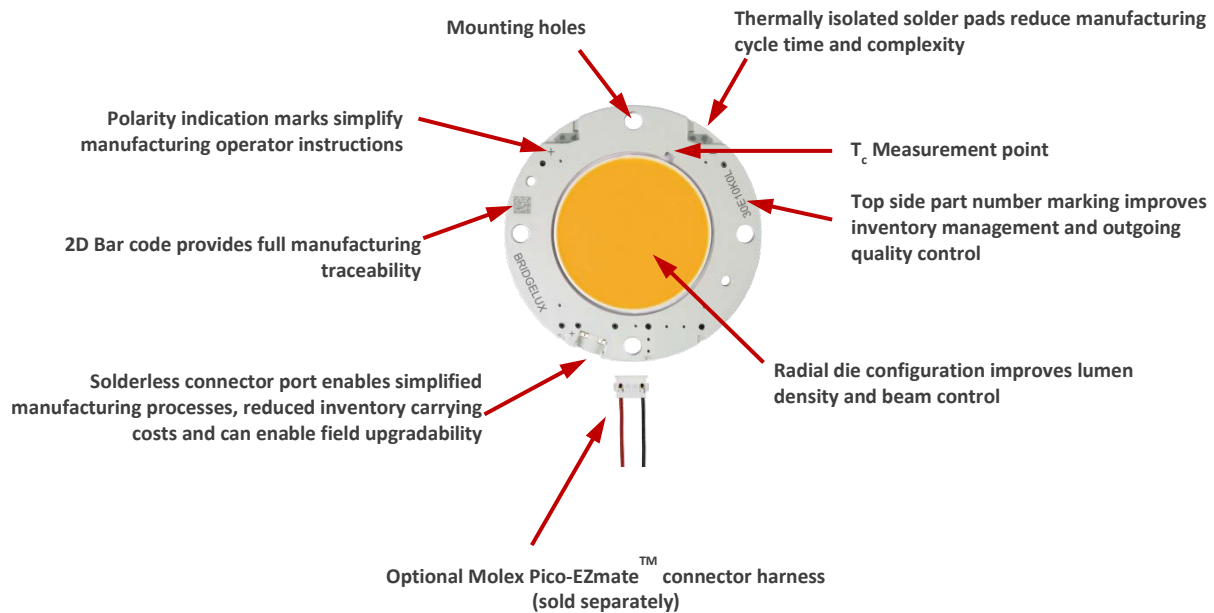 Mounting holes
Thermally isolated solder pads reduce manufacturing
cycle time and complexity
Polarity indication marks simplify
manufacturing operator instructions
Tc Measurement point
30E10K0L
Top side part number marking improves
inventory management and outgoing
quality control
2D Bar code provides full manufacturing
traceability
BRIDGELUX
+
+
Radial die configuration improves lumen
density and beam control
Solderless connector port enables simplified
manufacturing processes, reduced inventory carrying
costs and can enable field upgradability
Optional Molex Pico-EZmate™ connector harness
(sold separately)